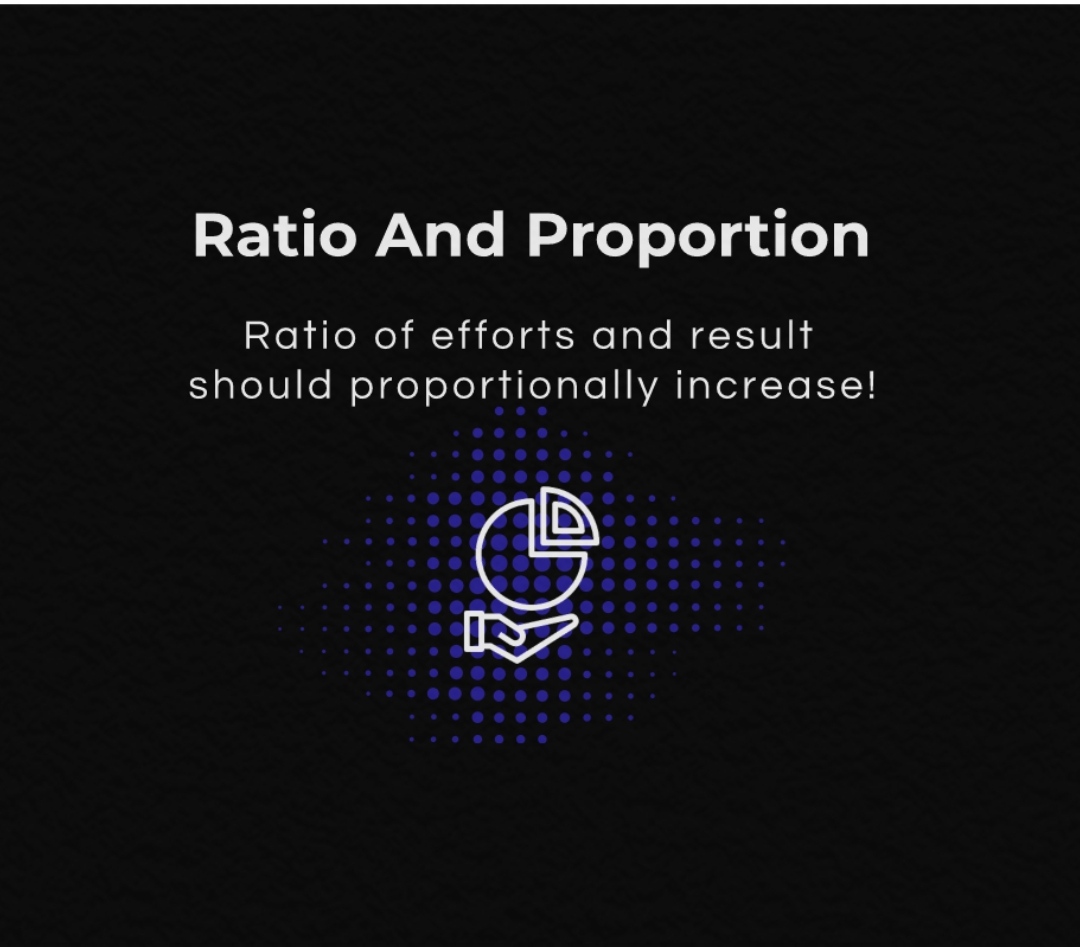 Ratio And Proportion
Ratio of efforts and result
should proportionally increase!